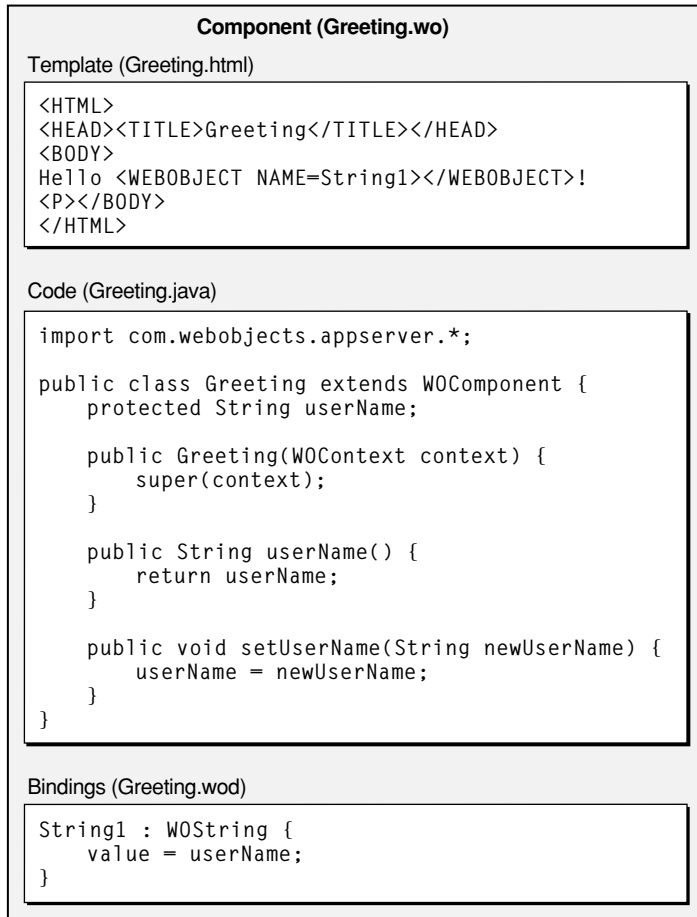 Component (Greeting.wo)
Template (Greeting.html)
<HTML>
<HEAD><TITLE>Greeting</TITLE></HEAD>
<BODY>
Hello <WEBOBJECT NAME=String1></WEBOBJECT>!
<P></BODY>
</HTML>
Code (Greeting.java)
import com.webobjects.appserver.*;
public class Greeting extends WOComponent {
    protected String userName;
    public Greeting(WOContext context) {
        super(context);
    }
    public String userName() {
        return userName;
    }
    public void setUserName(String newUserName) {
        userName = newUserName;
    }
}
Bindings (Greeting.wod)
String1 : WOString {
    value = userName;
}